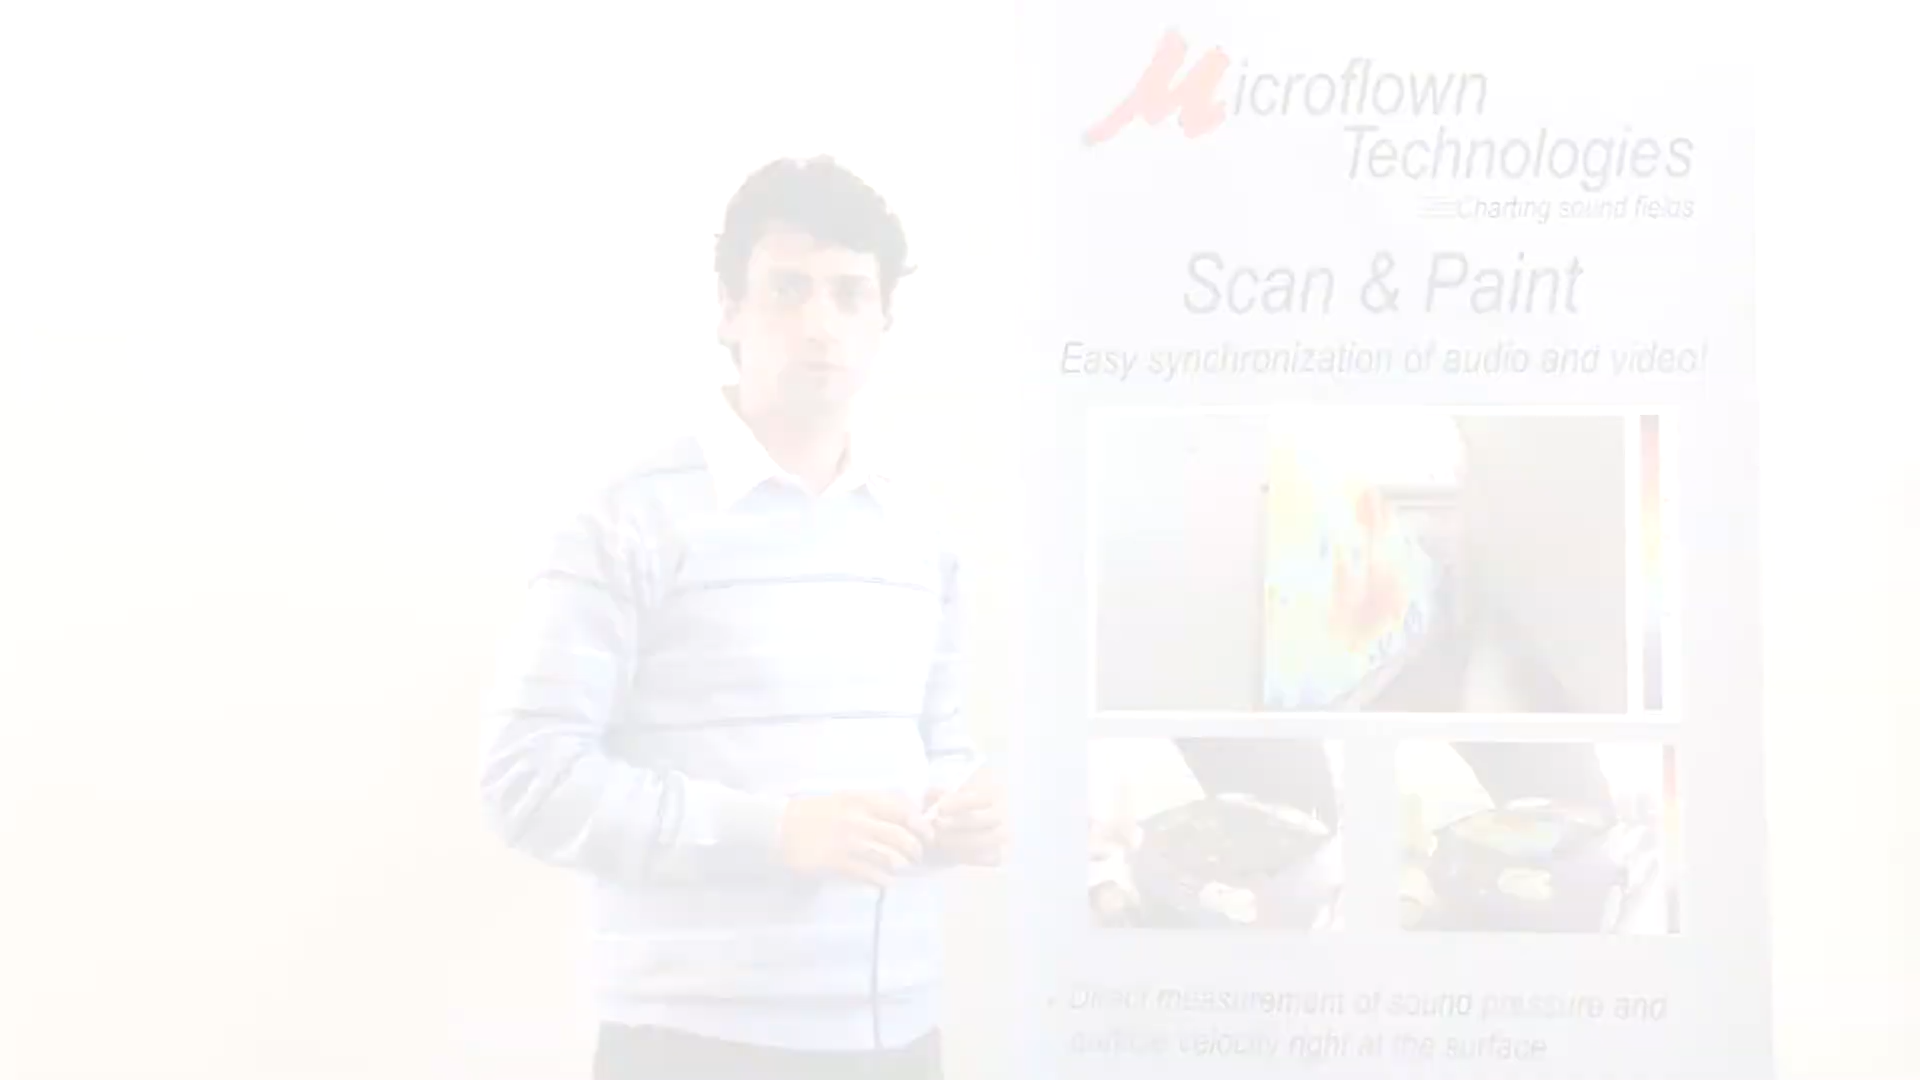 Microflown
Technologies
Charting sound fields
Scan & Paint
Easy synchronization of audio and video!
• Direct measurement of sound pressure and
particle velocity right at the surface